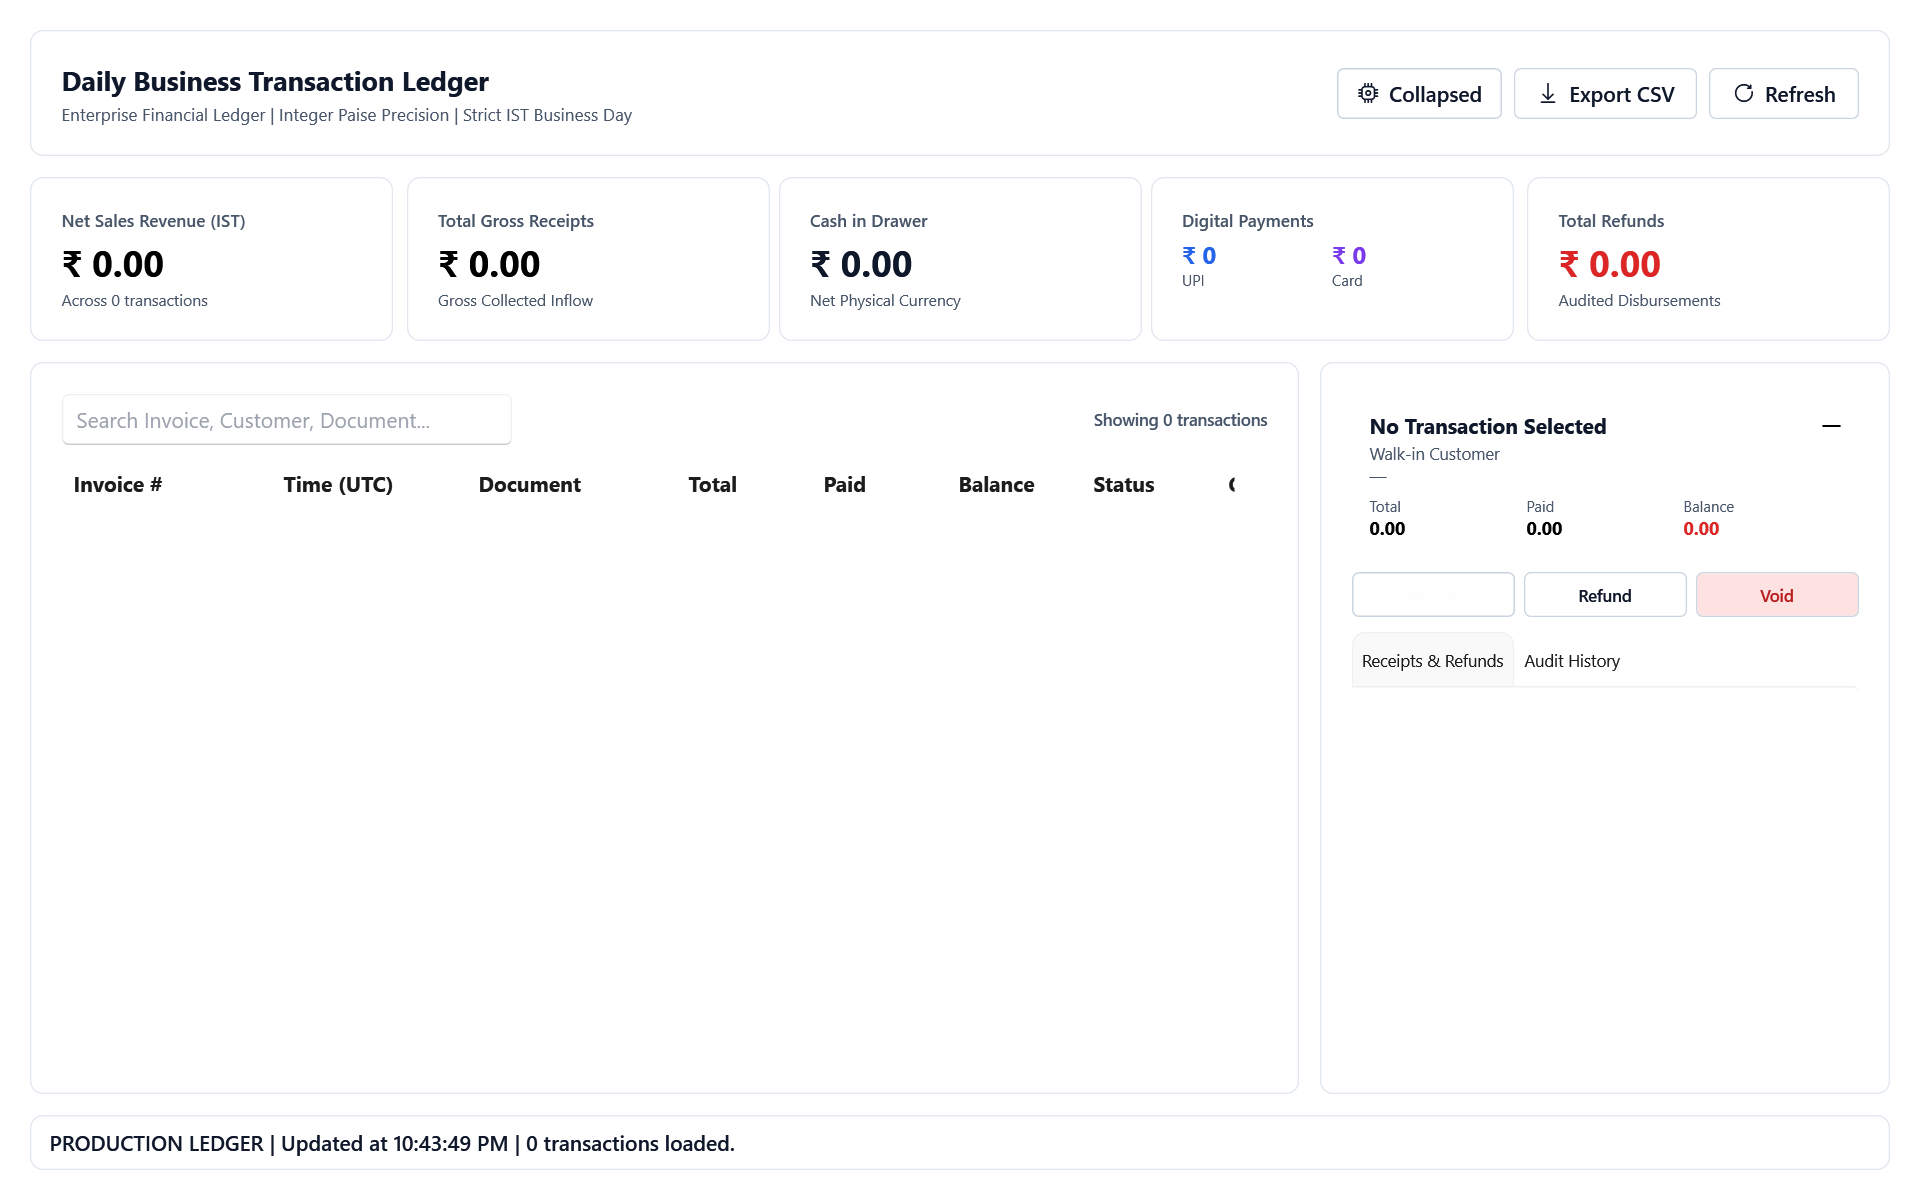 Daily Business Transaction Ledger
Enterprise Financial Ledger | Integer Paise Precision | Strict IST Business Day
Collapsed
Export CSV
Refresh
Net Sales Revenue (IST)
₹ 0.00
Across 0 transactions
Total Gross Receipts
₹ 0.00
Gross Collected Inflow
Cash in Drawer
₹ 0.00
Net Physical Currency
Digital Payments
₹ 0 ₹ 0
UPI Card
Total Refunds
₹ 0.00
Audited Disbursements
Search Invoice, Customer, Document...
Showing 0 transactions
Invoice # Time (UTC) Document Total Paid Balance Status
No Transaction Selected
Walk-in Customer
—
Total Paid Balance
0.00 0.00 0.00
Refund Void
Receipts & Refunds Audit History
PRODUCTION LEDGER | Updated at 10:43:49 PM | 0 transactions loaded.